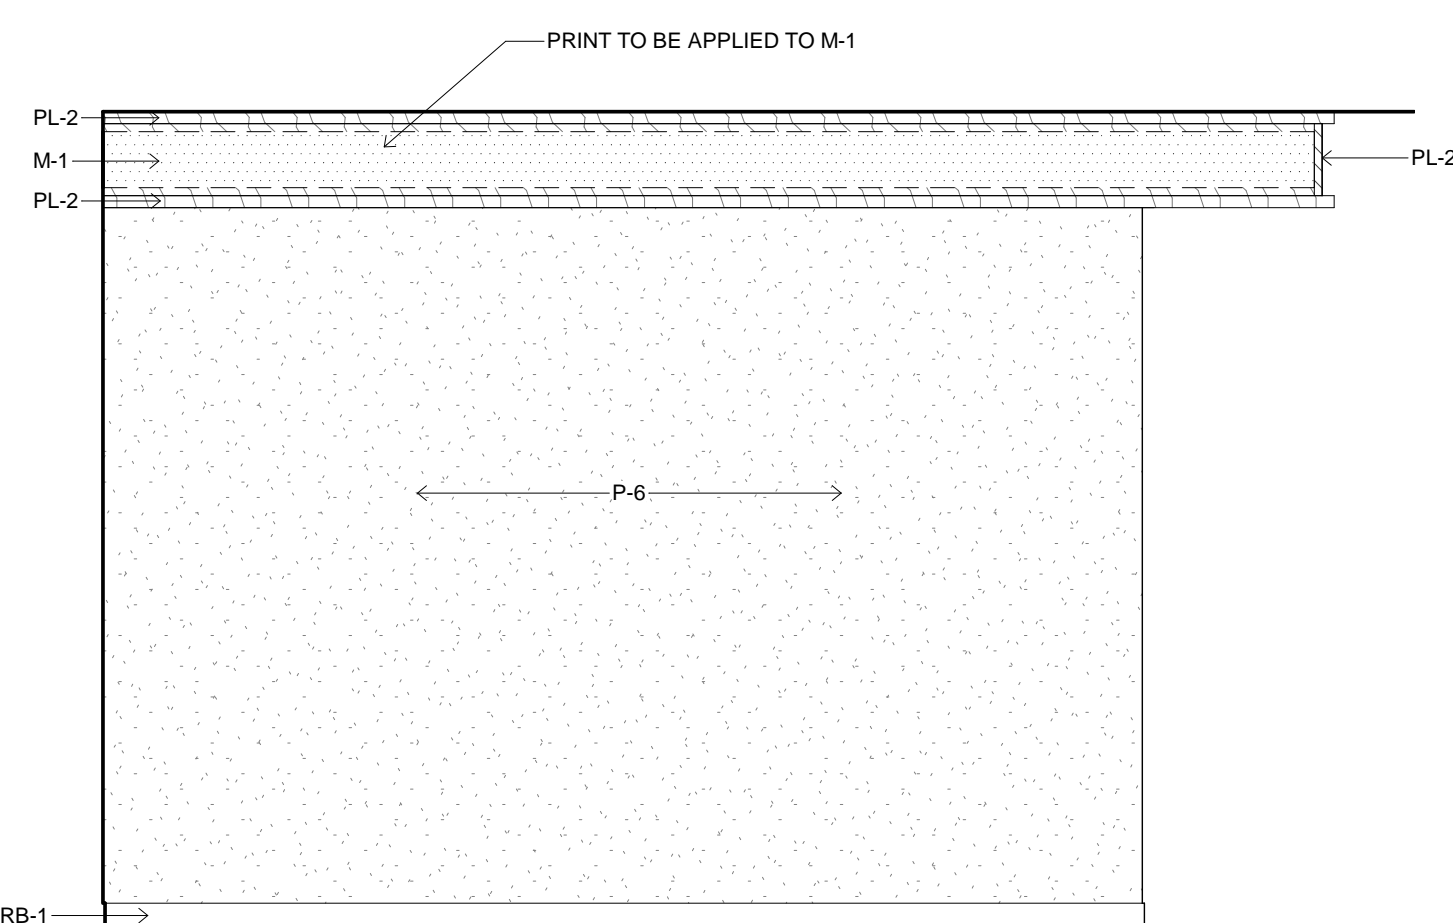 PRINT TO BE APPLIED TO M-1
PL-2
M-1
PL-2
PL-2
P-6
RB-1